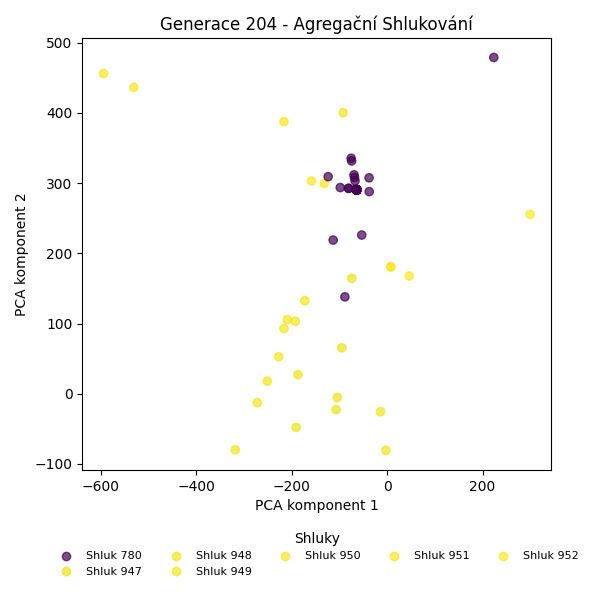 Generace 204 - Agregační Shlukování
500
400
300
200
100
0
−100
PCA komponent 2
−600 −400 −200 0 200
PCA komponent 1
Shluky
Shluk 780 Shluk 948 Shluk 950 Shluk 951 Shluk 952
Shluk 947 Shluk 949